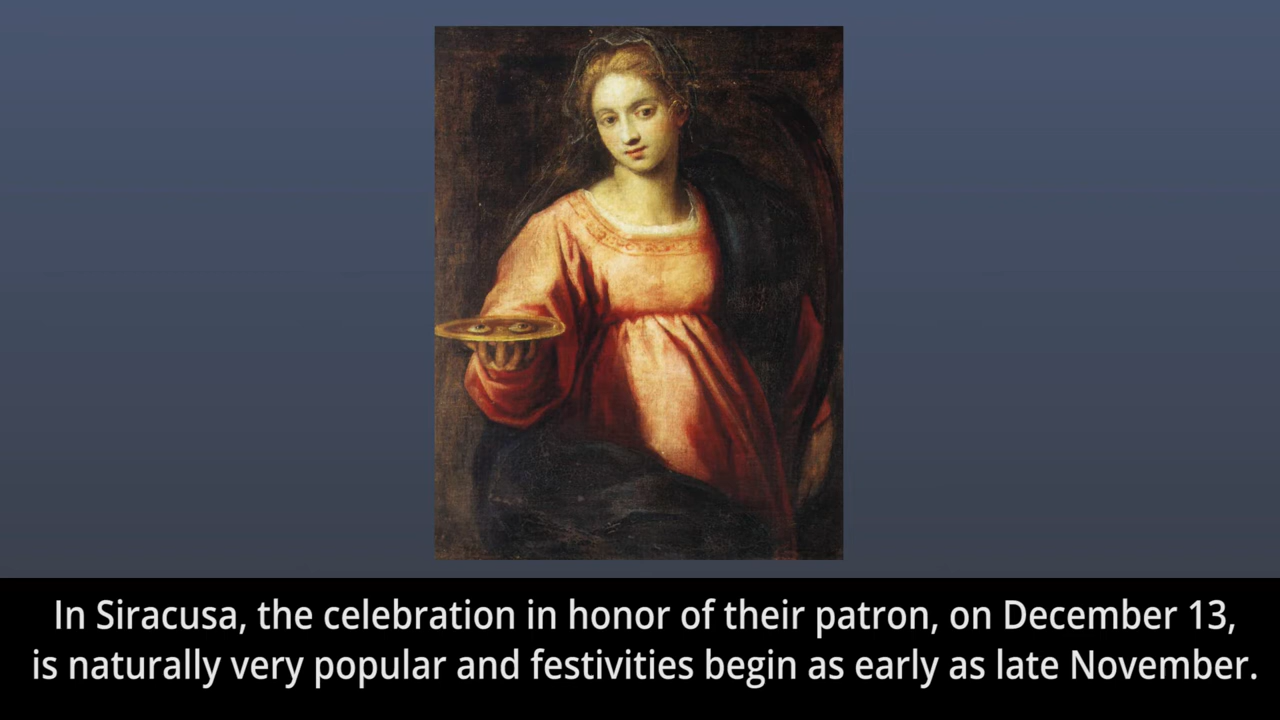 In Siracusa, the celebration in honor of their patron, on December 13,
is naturally very popular and festivities begin as early as late November.